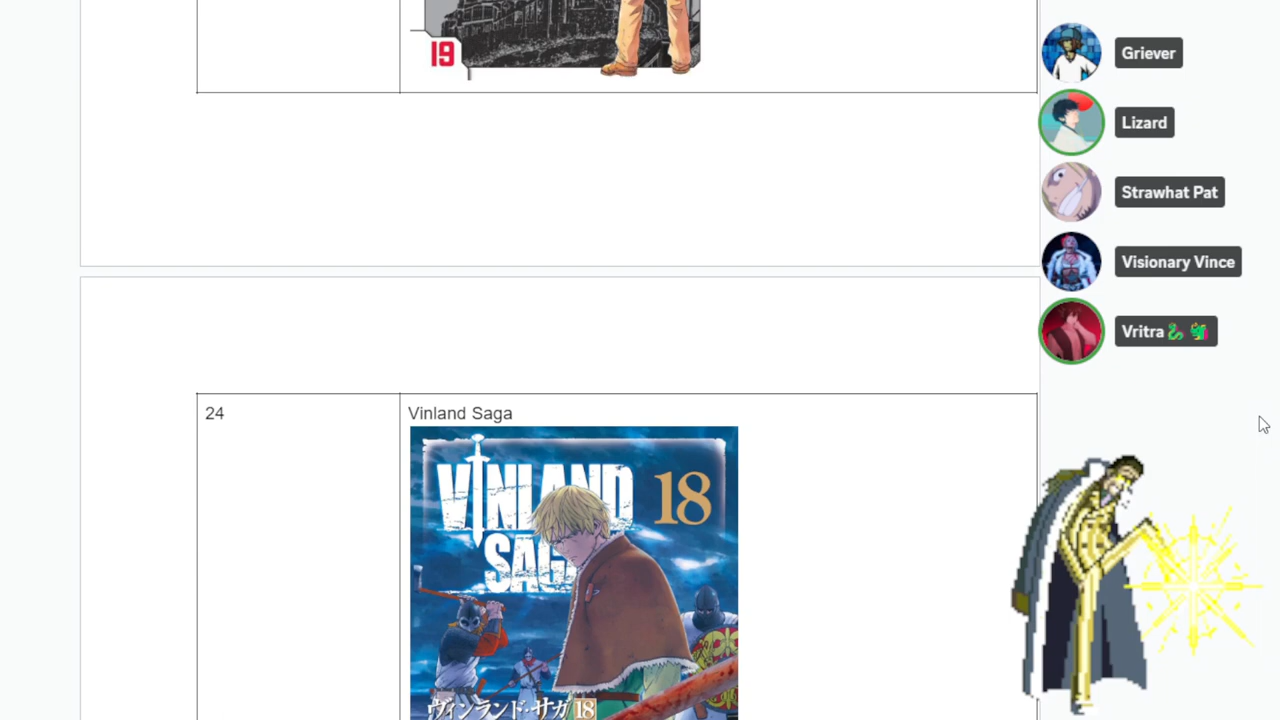 19
Griever
Lizard
Strawhat Pat
Visionary Vince
Vritra
24
Vinland Saga
VINLAND
SAGA
18
ヴィンランド・サガ 18